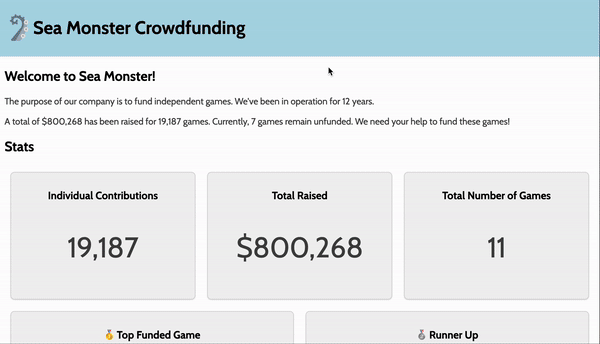 Sea Monster Crowdfunding
Welcome to Sea Monster!
The purpose of our company is to fund independent games. We've been in operation for 12 years.
A total of $800,268 has been raised for 19,187 games. Currently, 7 games remain unfunded. We need your help to fund these games!
Stats
Individual Contributions
19,187
Total Raised
$800,268
Total Number of Games
11
🥇 Top Funded Game
🥈 Runner Up